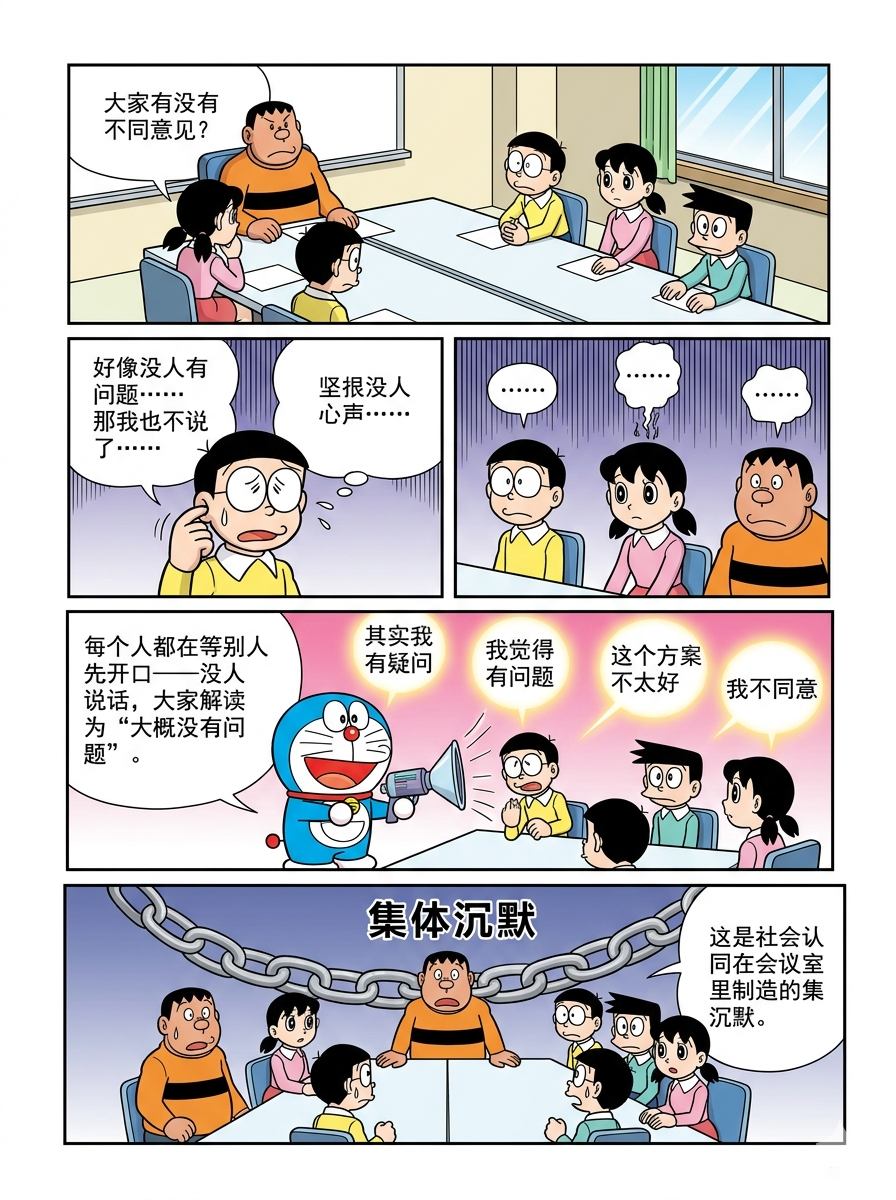 大家有没有
不同意见？
好像没人有
问题……
那我也不说
了……
坚拫没人
心声……
……
……
……
每个人都在等别人
先开口——没人
说话，大家解读
为“大概没有问
题”。
其实我
有疑问
我觉得
有问题
这个方案
不太好
我不同意
集体沉默
这是社会认
同在会议室
里制造的集
沉默。